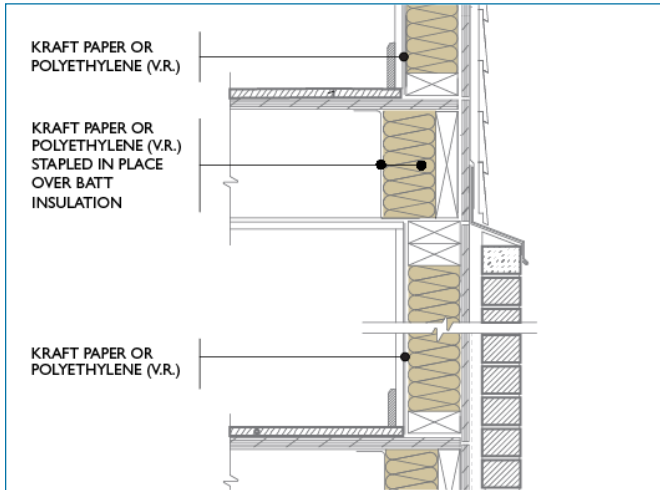 KRAFT PAPER OR
POLYETHYLENE (V.R.)
KRAFT PAPER OR
POLYETHYLENE (V.R.)
STAPLED IN PLACE
OVER BATT
INSULATION
KRAFT PAPER OR
POLYETHYLENE (V.R.)